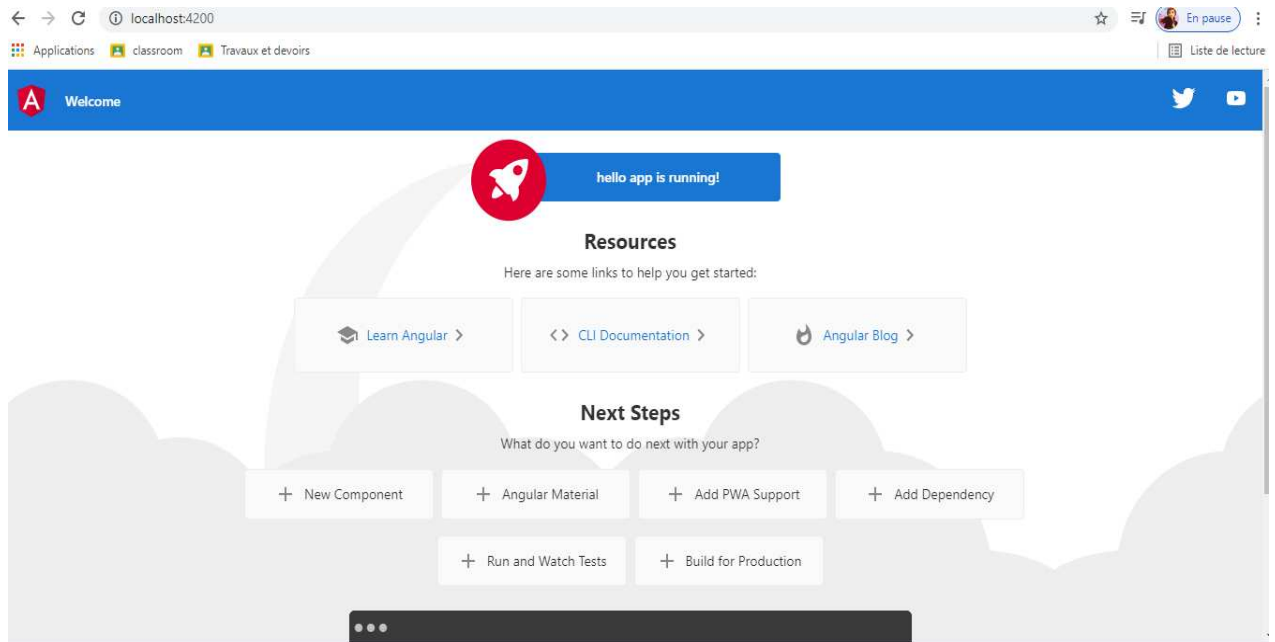 localhost:4200
En pause
Applications classroom Travaux et devoirs
Liste de lecture
A Welcome
hello app is running!
Resources
Here are some links to help you get started:
Learn Angular CLI Documentation Angular Blog
Next Steps
What do you want to do next with your app?
New Component Angular Material Add PWA Support Add Dependency
Run and Watch Tests Build for Production